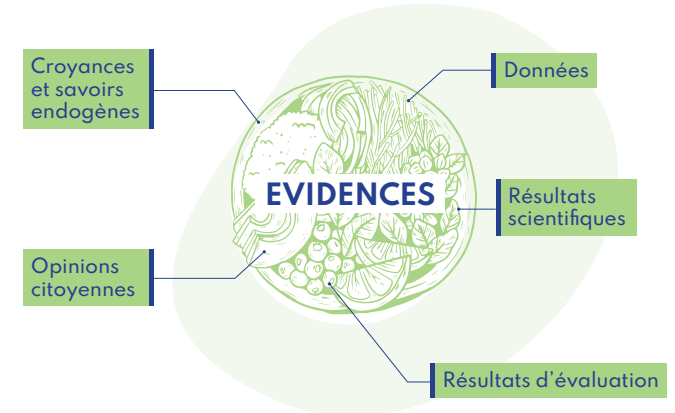 Croyances
et savoirs
endogènes
Données
EVIDENCES
Résultats
scientifiques
Opinions
citoyennes
Résultats d’évaluation